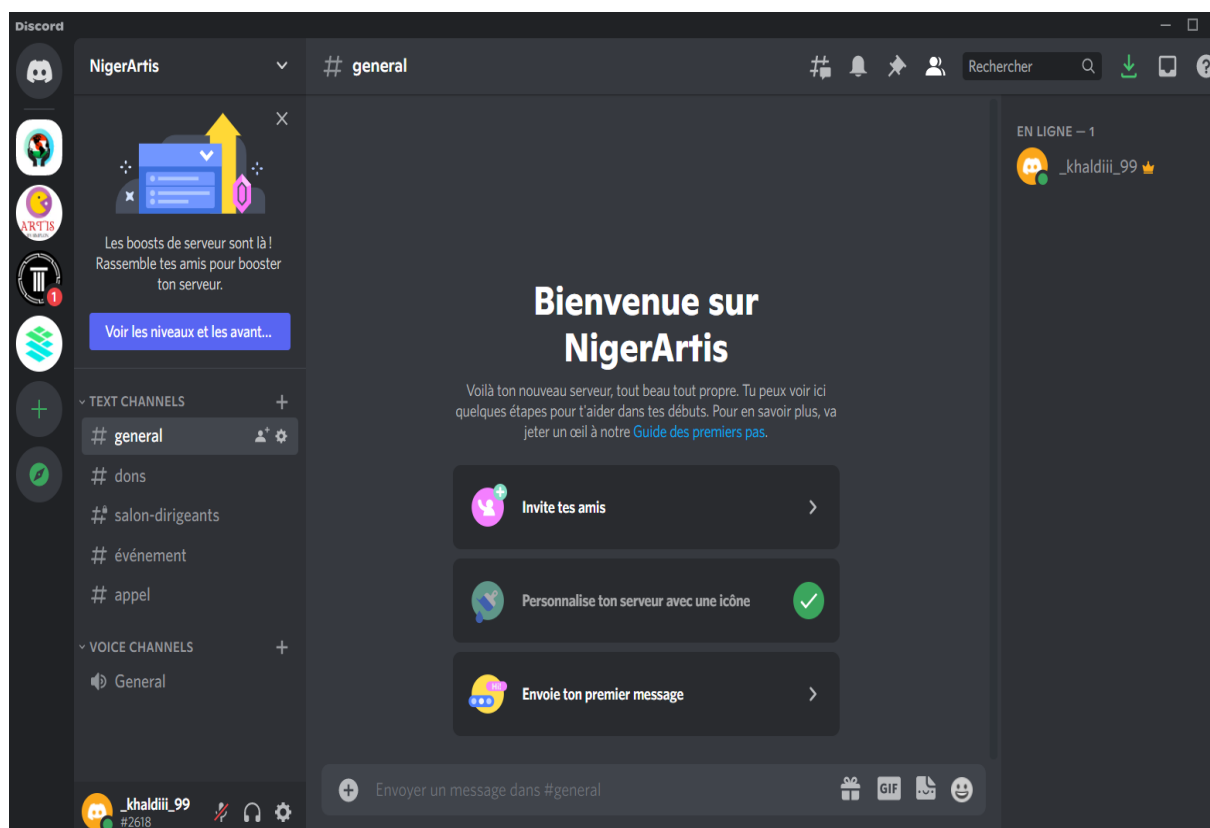 Discord
NigerArtis
general
Rechercher
Les boosts de serveur sont là !
Rassemble tes amis pour booster
ton serveur.
Voir les niveaux et les avant...
TEXT CHANNELS
general
dons
salon-dirigeants
événement
appel
VOICE CHANNELS
General
_khaldiii_99
#2618
ARTIS
1
Bienvenue sur
NigerArtis
Voilà ton nouveau serveur, tout beau tout propre. Tu peux voir ici
quelques étapes pour t'aider dans tes débuts. Pour en savoir plus, va
jeter un œil à notre Guide des premiers pas.
Invite tes amis
Personnalise ton serveur avec une icône
Envoie ton premier message
Envoyer un message dans #general
GIF
EN LIGNE — 1
_khaldiii_99